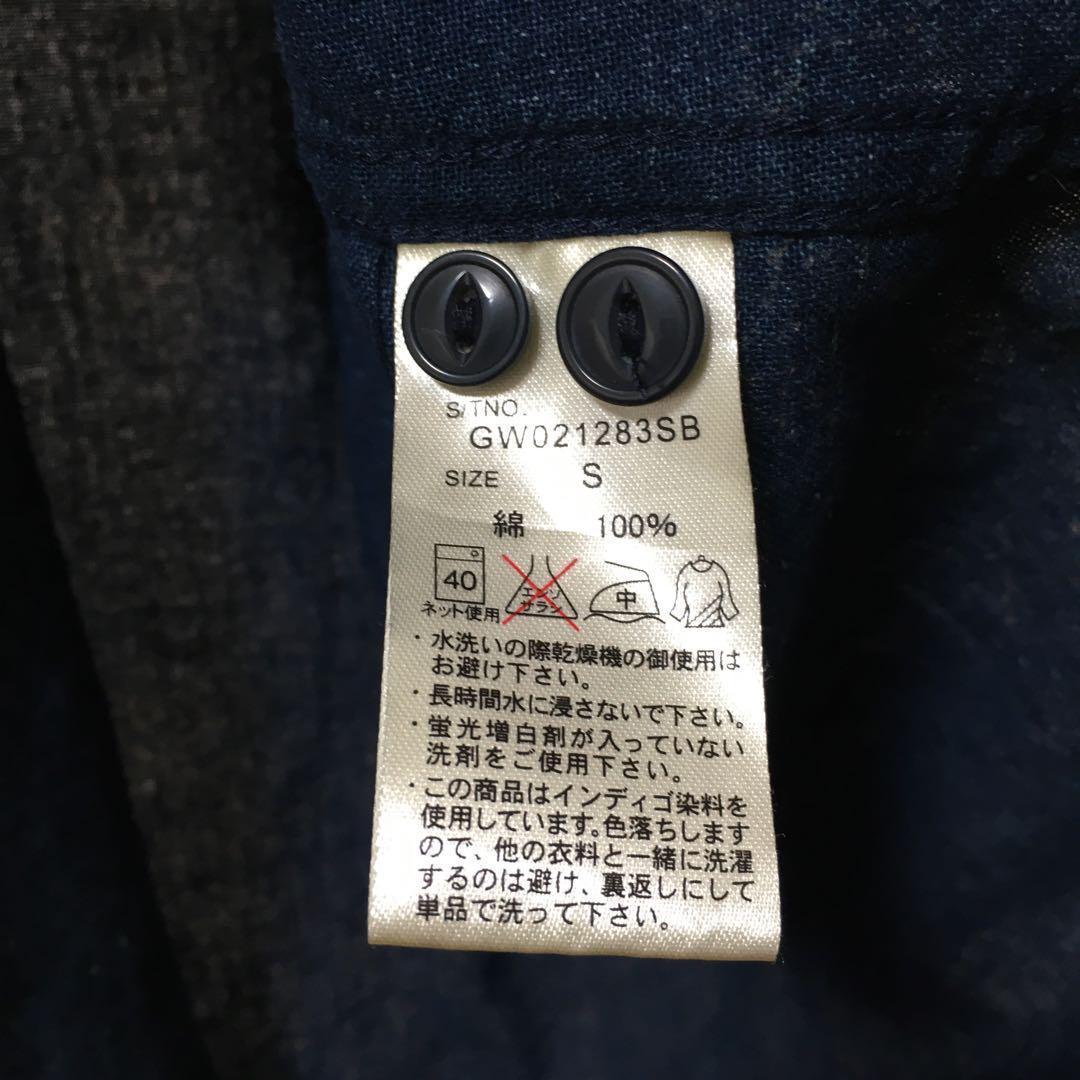 S/TNO.
GW021283SB
SIZE S
綿 100%
40
エンソ
サラシ
中
ネット使用
・水洗いの際乾燥機の御使用は
お避け下さい。
・長時間水に浸さないで下さい。
・蛍光増白剤が入っていない
洗剤をご使用下さい。
・この商品はインディゴ染料を
使用しています。色落ちします
ので、他の衣料と一緒に洗濯
するのは避け、裏返しにして
単品で洗って下さい。